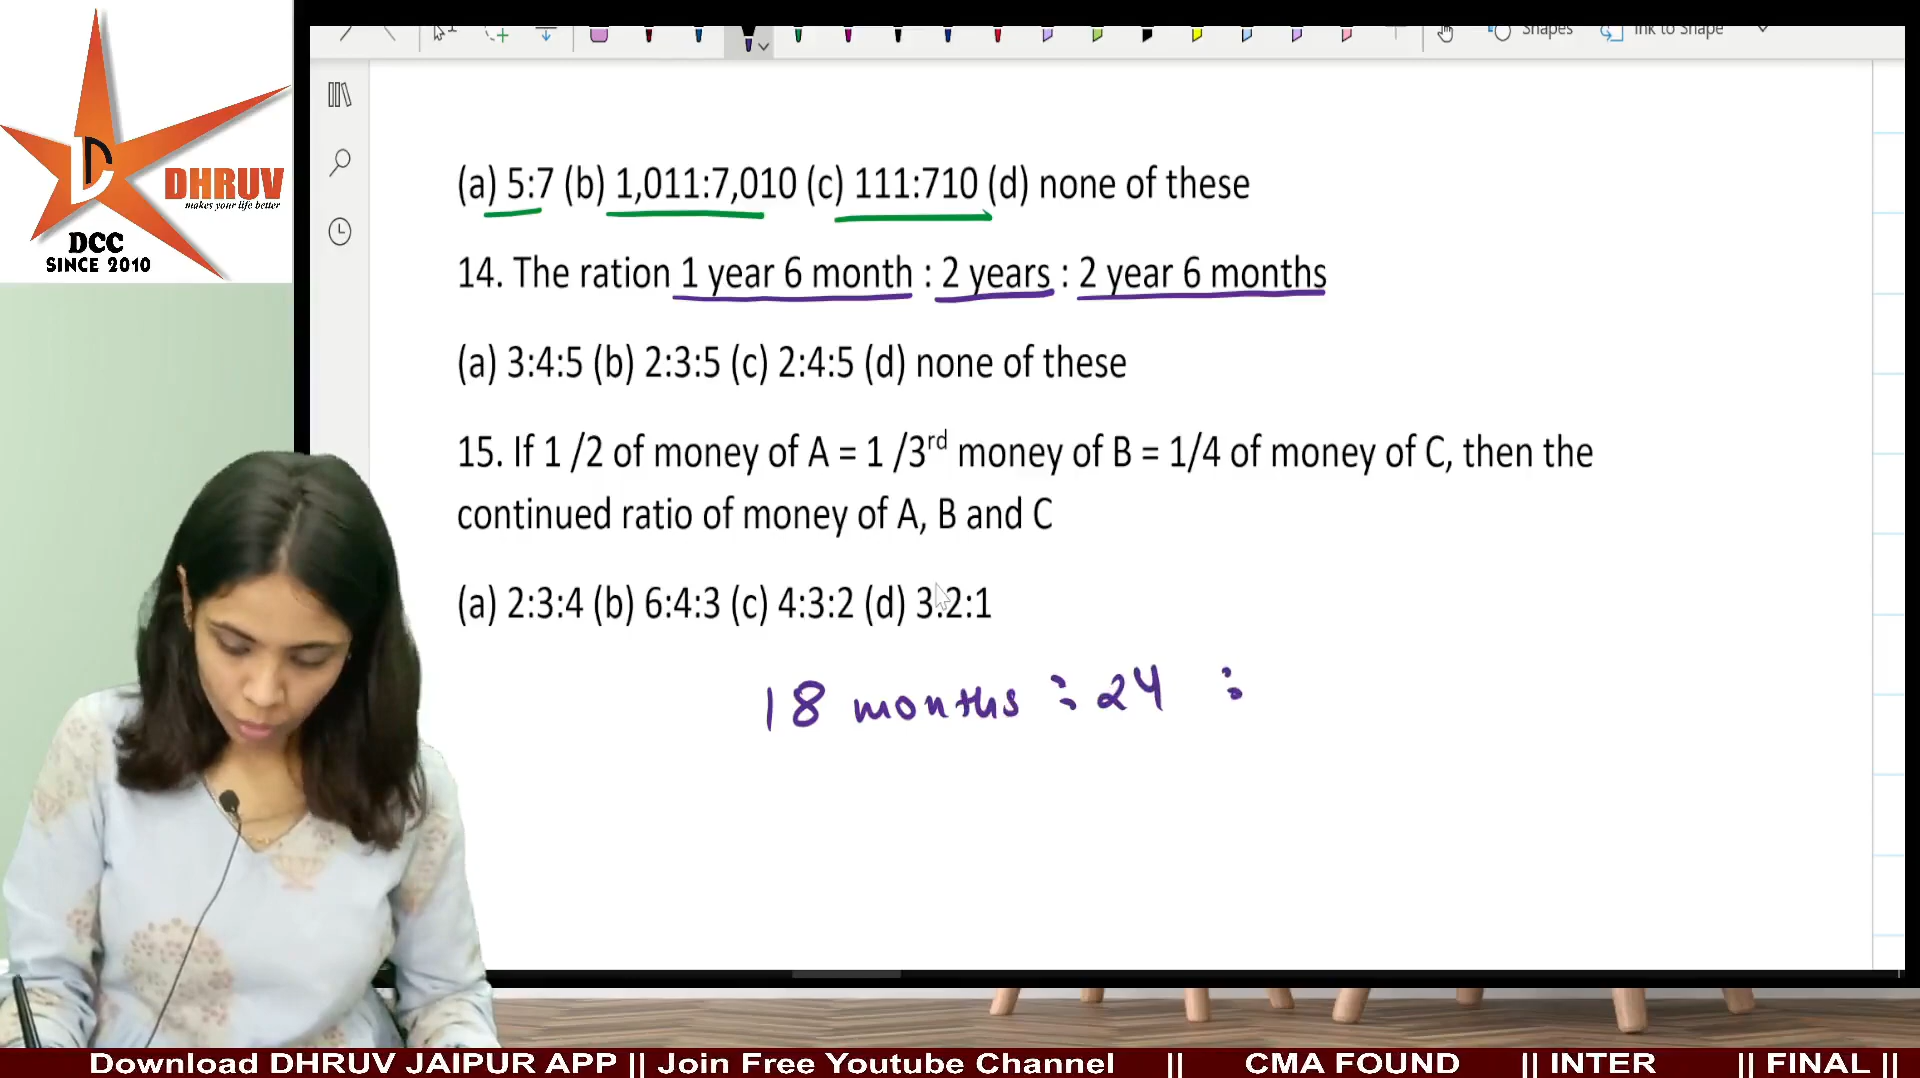 DHRUV
makes your life better
DCC
SINCE 2010
Shapes
Ink to Shape
(a) 5:7 (b) 1,011:7,010 (c) 111:710 (d) none of these
14. The ration 1 year 6 month : 2 years : 2 year 6 months
(a) 3:4:5 (b) 2:3:5 (c) 2:4:5 (d) none of these
15. If 1 /2 of money of A = 1 /3rd money of B = 1/4 of money of C, then the
continued ratio of money of A, B and C
(a) 2:3:4 (b) 6:4:3 (c) 4:3:2 (d) 3:2:1
18 months : 24 :
Download DHRUV JAIPUR APP || Join Free Youtube Channel || CMA FOUND || INTER || FINAL ||